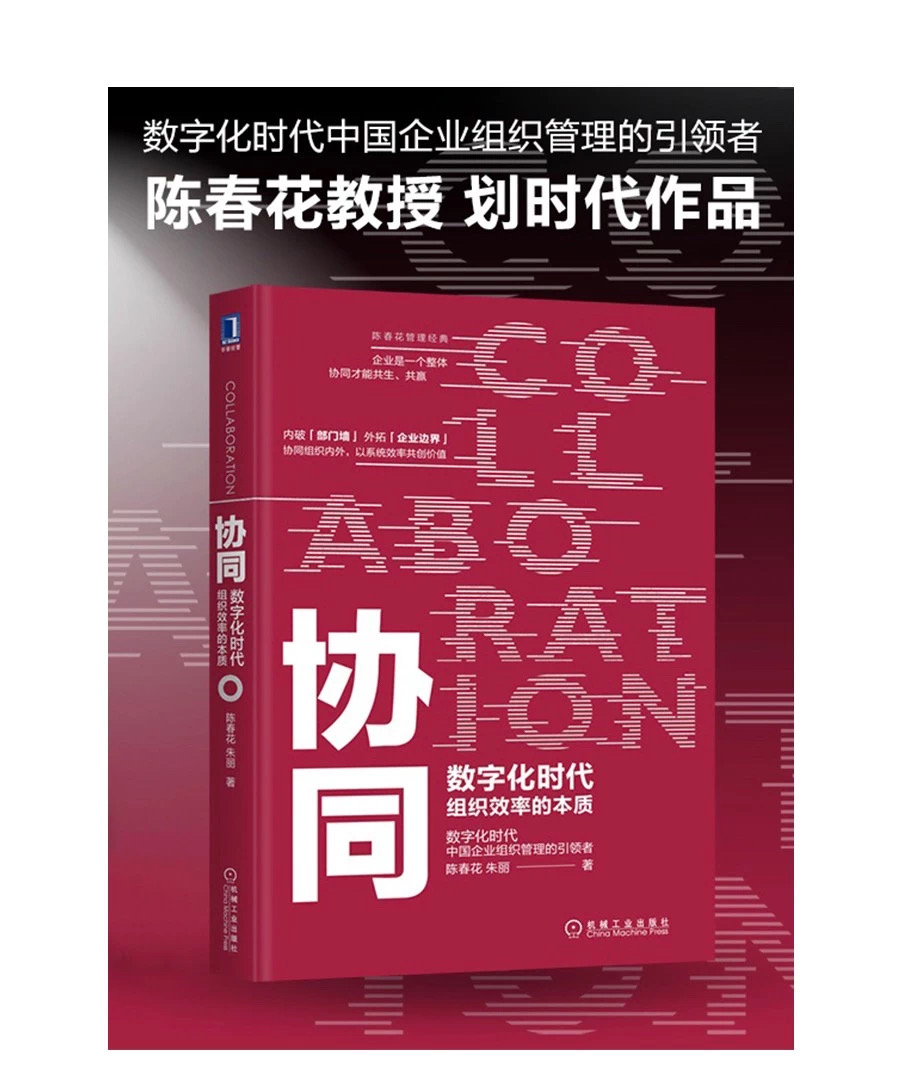 数字化时代中国企业组织管理的引领者
陈春花教授 划时代作品
华章经管
COLLABORATION
协同
数字化时代
组织效率的本质
陈春花 朱丽 著
机械工业出版社
China Machine Press
陈春花管理经典
企业是一个整体
协同才能共生、共赢
内破「部门墙」 外拓「企业边界」
协同组织内外，以系统效率共创价值
CO
LL
ABO
RAT
ION
协
同
数字化时代
组织效率的本质
数字化时代
中国企业组织管理的引领者
陈春花 朱丽 著
机械工业出版社
China Machine Press